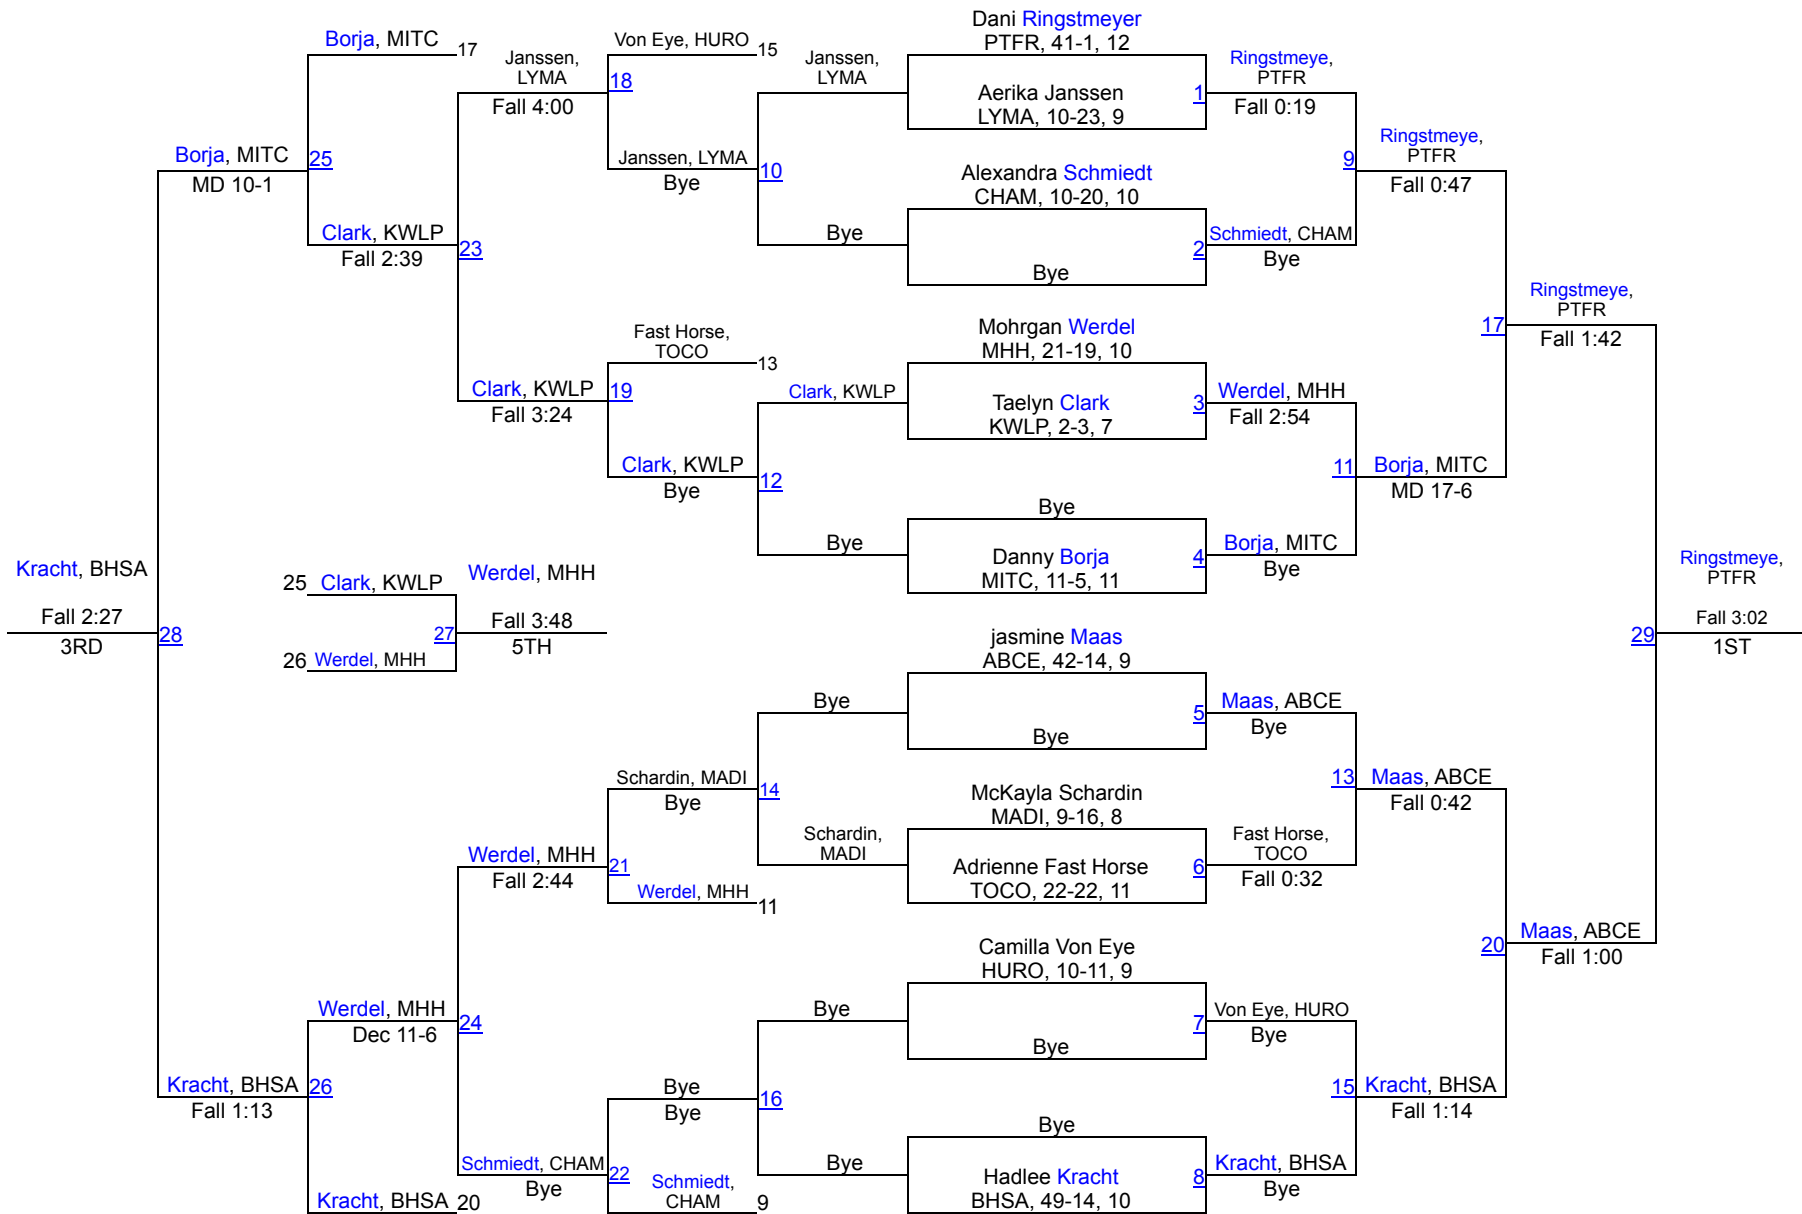 Dani Ringstmeyer
PTFR, 41-1, 12
Borja, MITC
17
Janssen,
LYMA
Von Eye, HURO
15
Janssen,
LYMA
Ringstmeye,
PTFR
18
Fall 4:00
Aerika Janssen
LYMA, 10-23, 9
1
Fall 0:19
Ringstmeye,
PTFR
Borja, MITC
25
MD 10-1
Janssen, LYMA
10
Bye
Alexandra Schmiedt
CHAM, 10-20, 10
9
Fall 0:47
Clark, KWLP
23
Fall 2:39
Bye
2
Schmiedt, CHAM
Bye
Bye
Ringstmeye,
PTFR
Fast Horse,
TOCO
13
Mohrgan Werdel
MHH, 21-19, 10
17
Fall 1:42
Clark, KWLP
19
Fall 3:24
Clark, KWLP
Taelyn Clark
KWLP, 2-3, 7
3
Werdel, MHH
Fall 2:54
Clark, KWLP
12
Bye
11
Borja, MITC
MD 17-6
Bye
Bye
Danny Borja
MITC, 11-5, 11
4
Borja, MITC
Bye
Kracht, BHSA
25
Clark, KWLP
Werdel, MHH
Ringstmeye,
PTFR
Fall 2:27
28
3RD
27
Fall 3:48
5TH
29
Fall 3:02
1ST
26
Werdel, MHH
jasmine Maas
ABCE, 42-14, 9
Bye
5
Maas, ABCE
Bye
Bye
Schardin, MADI
14
Bye
McKayla Schardin
MADI, 9-16, 8
13
Maas, ABCE
Fall 0:42
Schardin,
MADI
Fast Horse,
TOCO
Werdel, MHH
21
Fall 2:44
Adrienne Fast Horse
TOCO, 22-22, 11
6
Fall 0:32
Werdel, MHH
11
Camilla Von Eye
HURO, 10-11, 9
20
Maas, ABCE
Fall 1:00
Werdel, MHH
24
Dec 11-6
Bye
7
Von Eye, HURO
Bye
Bye
Kracht, BHSA
26
Fall 1:13
Bye
16
Bye
15
Kracht, BHSA
Fall 1:14
Bye
Schmiedt, CHAM
22
Bye
Bye
Hadlee Kracht
BHSA, 49-14, 10
8
Kracht, BHSA
Bye
Kracht, BHSA
20
Schmiedt,
CHAM
9